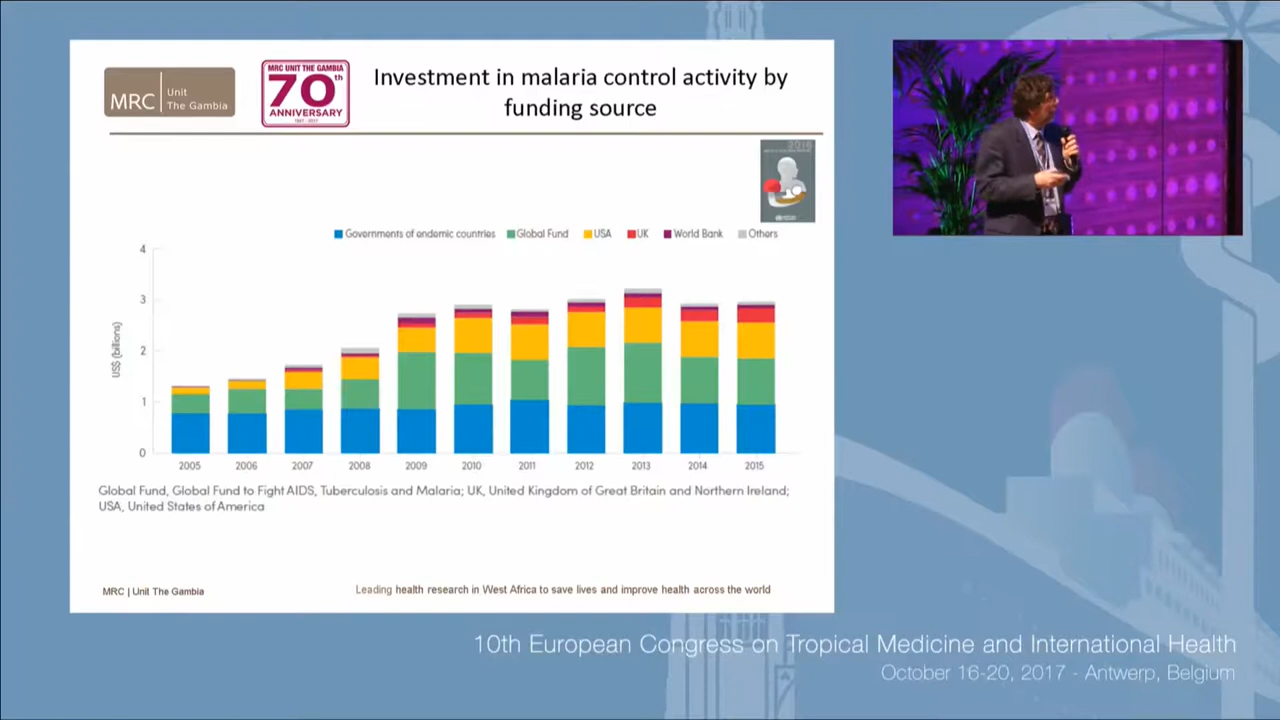 MRC
Unit
The Gambia
MRC UNIT THE GAMBIA
70th
ANNIVERSARY
1947 - 2017
Investment in malaria control activity by
funding source
2016
Governments of endemic countries Global Fund USA UK World Bank Others
US$ (billions)
4
3
2
1
0
2005 2006 2007 2008 2009 2010 2011 2012 2013 2014 2015
Global Fund, Global Fund to Fight AIDS, Tuberculosis and Malaria; UK, United Kingdom of Great Britain and Northern Ireland;
USA, United States of America
MRC | Unit The Gambia
Leading health research in West Africa to save lives and improve health across the world
10th European Congress on Tropical Medicine and International Health
October 16-20, 2017 - Antwerp, Belgium